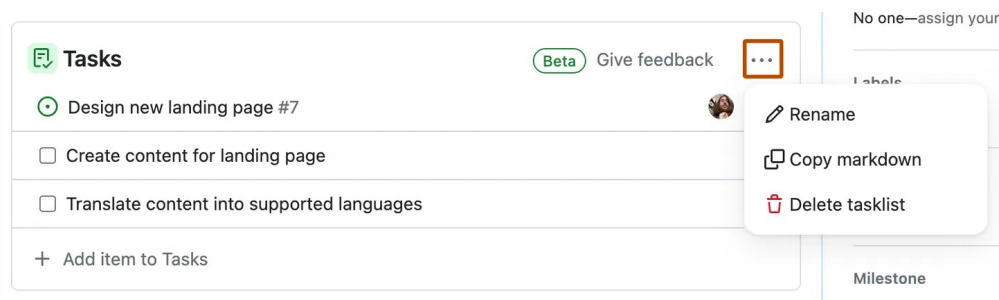 No one—assign your
Tasks
Beta
Give feedback
Labels
Design new landing page #7
Rename
Create content for landing page
Copy markdown
Translate content into supported languages
Delete tasklist
Add item to Tasks
Milestone